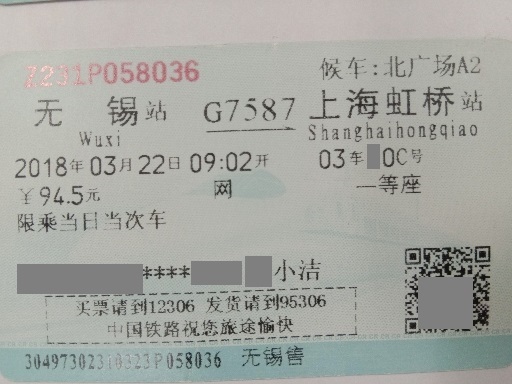 Z231P058036
候车:北广场A2
无锡站 G7587 上海虹桥站
Wuxi Shanghaihongqiao
2018年03月22日09:02开 03车 0C号
¥94.5元 网 一等座
限乘当日当次车
**** 小洁
买票请到12306 发货请到95306
中国铁路祝您旅途愉快
30497302310323P058036 无锡售